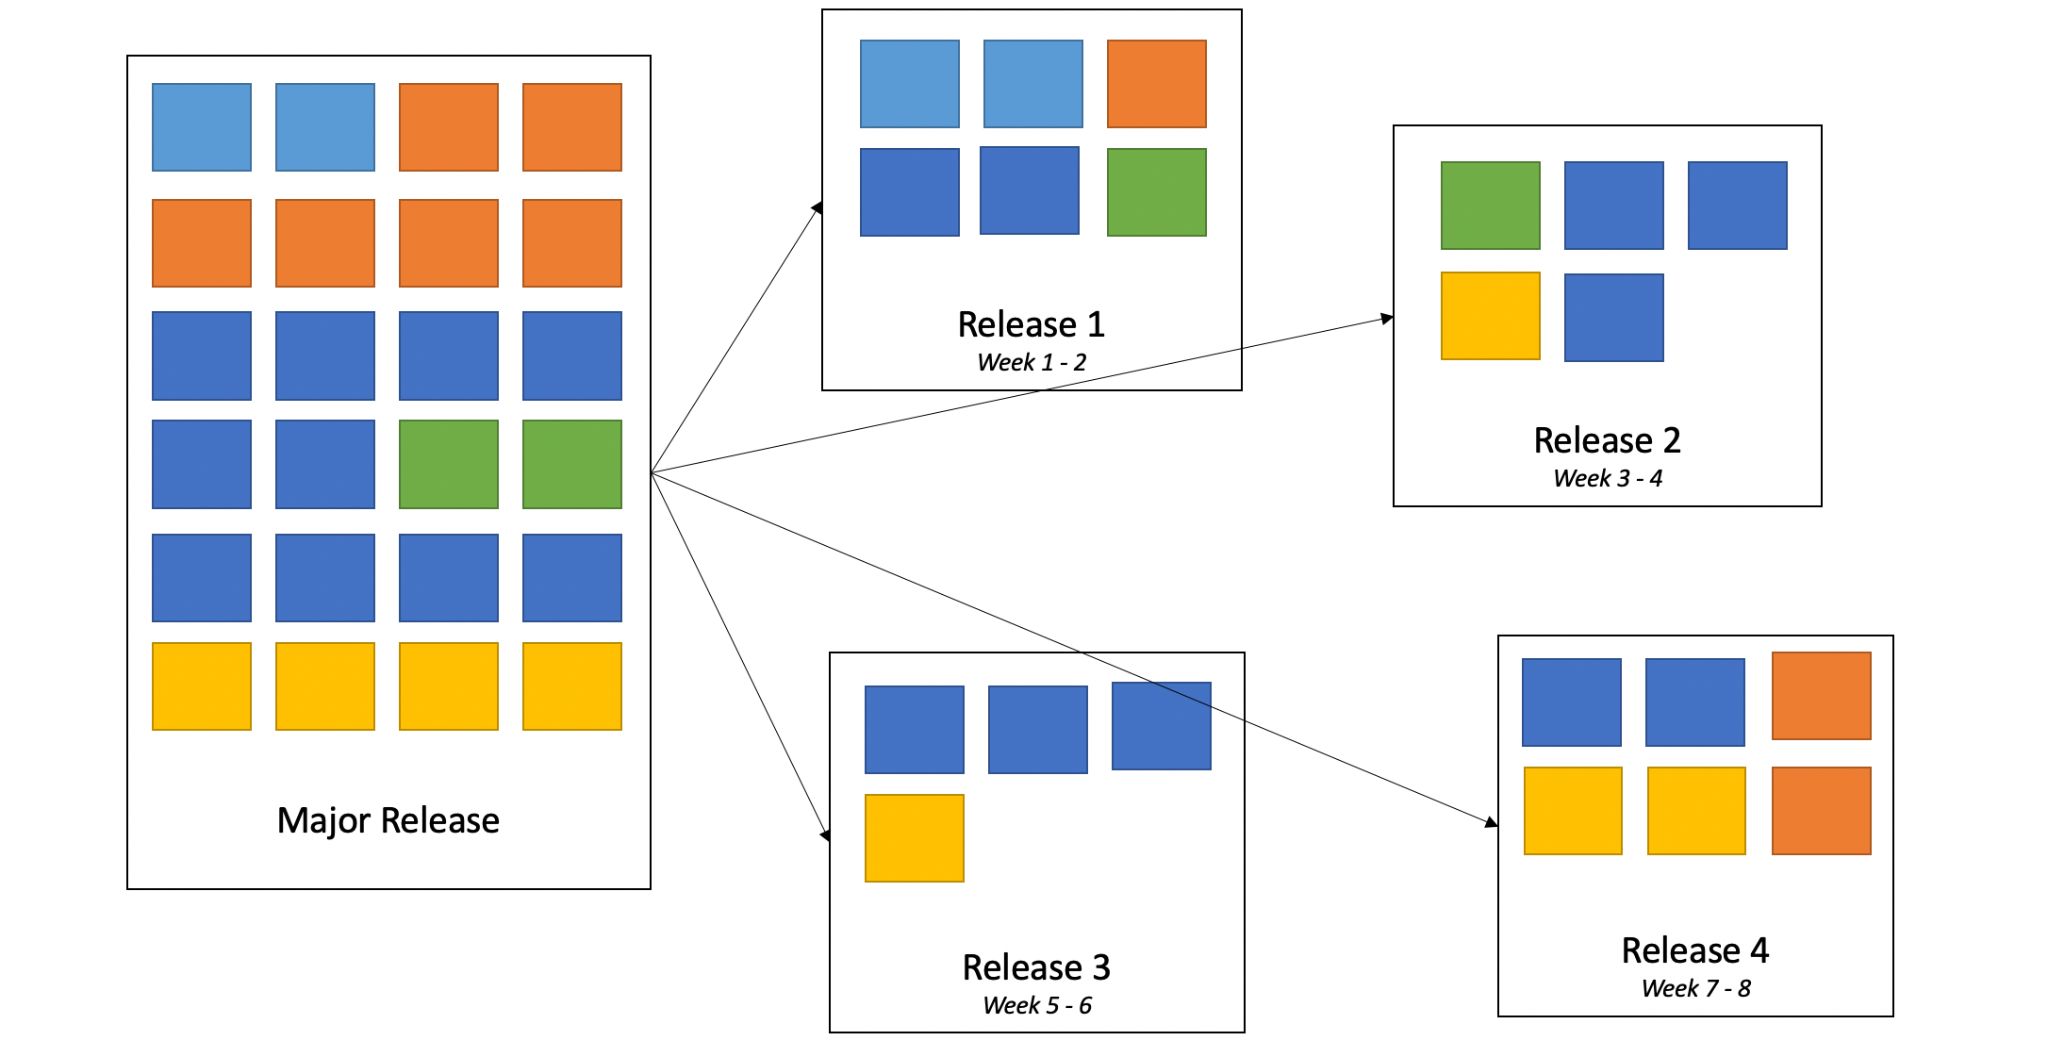 Major Release
Release 1
Week 1 - 2
Release 2
Week 3 - 4
Release 3
Week 5 - 6
Release 4
Week 7 - 8